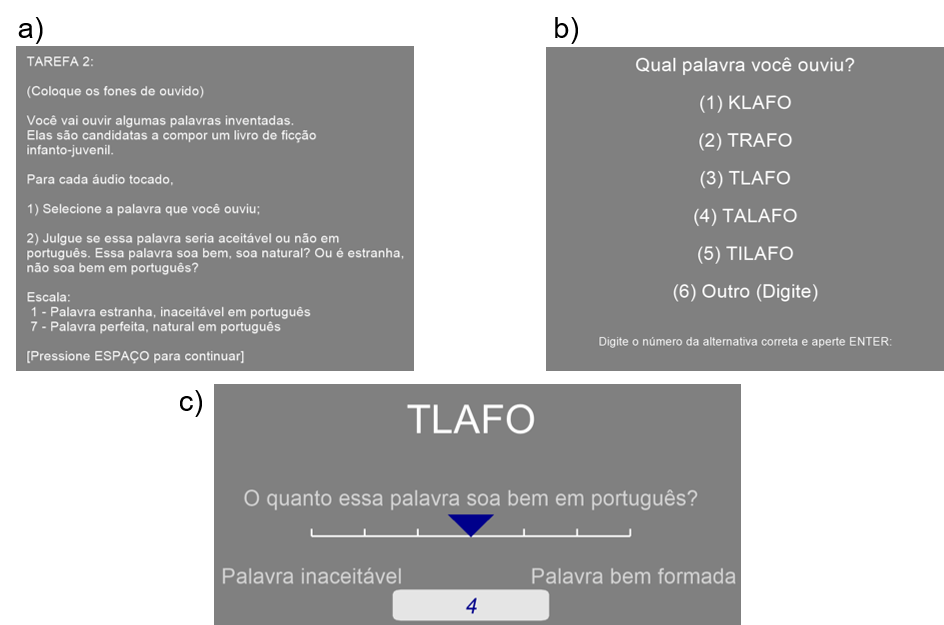 a)
TAREFA 2:
(Coloque os fones de ouvido)
Você vai ouvir algumas palavras inventadas.
Elas são candidatas a compor um livro de ficção
infanto-juvenil.
Para cada áudio tocado,
1) Selecione a palavra que você ouviu;
2) Julgue se essa palavra seria aceitável ou não em
português. Essa palavra soa bem, soa natural? Ou é estranha,
não soa bem em português?
Escala:
1 - Palavra estranha, inaceitável em português
7 - Palavra perfeita, natural em português
[Pressione ESPAÇO para continuar]
b)
Qual palavra você ouviu?
(1) KLAFO
(2) TRAFO
(3) TLAFO
(4) TALAFO
(5) TILAFO
(6) Outro (Digite)
Digite o número da alternativa correta e aperte ENTER:
c)
TLAFO
O quanto essa palavra soa bem em português?
Palavra inaceitável Palavra bem formada
4